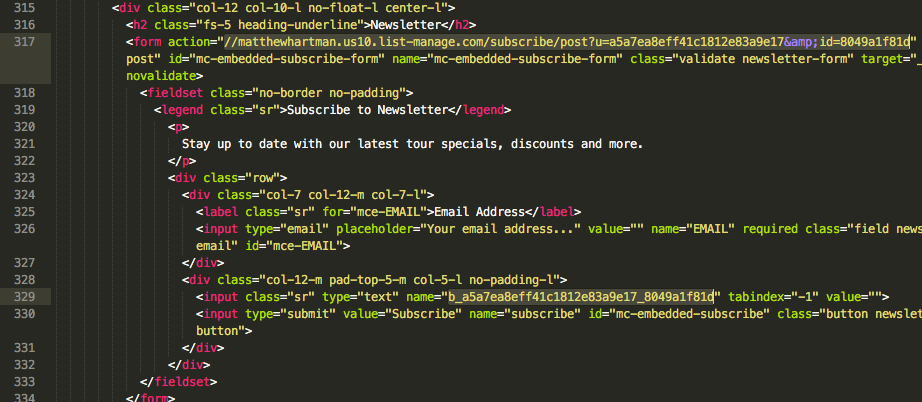 315 <div class="col-12 col-10-l no-float-l center-l">
316 <h2 class="fs-5 heading-underline">Newsletter</h2>
317 <form action="//matthewhartman.us10.list-manage.com/subscribe/post?u=a5a7ea8eff41c1812e83a9e17&amp;id=8049a1f81d"
post" id="mc-embedded-subscribe-form" name="mc-embedded-subscribe-form" class="validate newsletter-form" target="_
novalidate>
318 <fieldset class="no-border no-padding">
319 <legend class="sr">Subscribe to Newsletter</legend>
320 <p>
321 Stay up to date with our latest tour specials, discounts and more.
322 </p>
323 <div class="row">
324 <div class="col-7 col-12-m col-7-l">
325 <label class="sr" for="mce-EMAIL">Email Address</label>
326 <input type="email" placeholder="Your email address..." value="" name="EMAIL" required class="field news
email" id="mce-EMAIL">
327 </div>
328 <div class="col-12-m pad-top-5-m col-5-l no-padding-l">
329 <input class="sr" type="text" name="b_a5a7ea8eff41c1812e83a9e17_8049a1f81d" tabindex="-1" value="">
330 <input type="submit" value="Subscribe" name="subscribe" id="mc-embedded-subscribe" class="button newslet
button">
331 </div>
332 </div>
333 </fieldset>
334 </form>